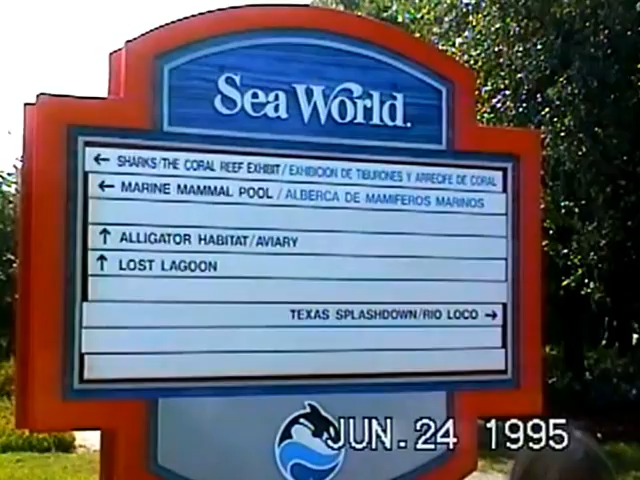 Sea World.
← SHARKS/THE CORAL REEF EXHIBIT/EXHIBICION DE TIBURONES Y ARRECIFE DE CORAL
← MARINE MAMMAL POOL/ALBERCA DE MAMIFEROS MARINOS
↑ ALLIGATOR HABITAT/AVIARY
↑ LOST LAGOON
TEXAS SPLASHDOWN/RIO LOCO →
JUN. 24 1995